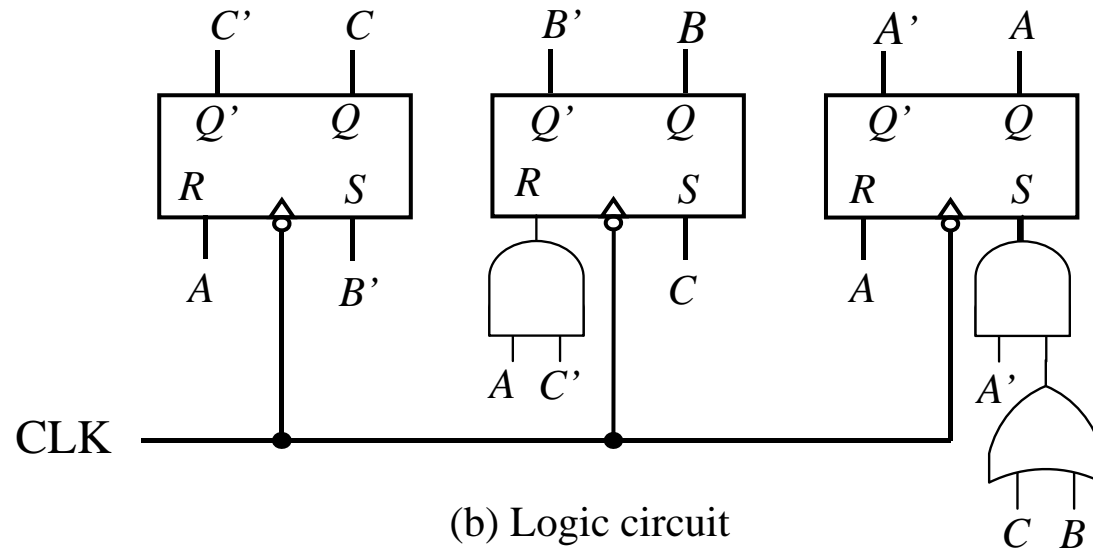 C’ C B’ B A’ A
Q’ Q Q’ Q Q’ Q
R S R S R S
A B’ C A
A C’ A’
CLK
(b) Logic circuit
C B